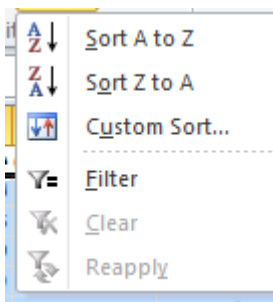 Sort A to Z
Sort Z to A
Custom Sort...
Filter
Clear
Reapply